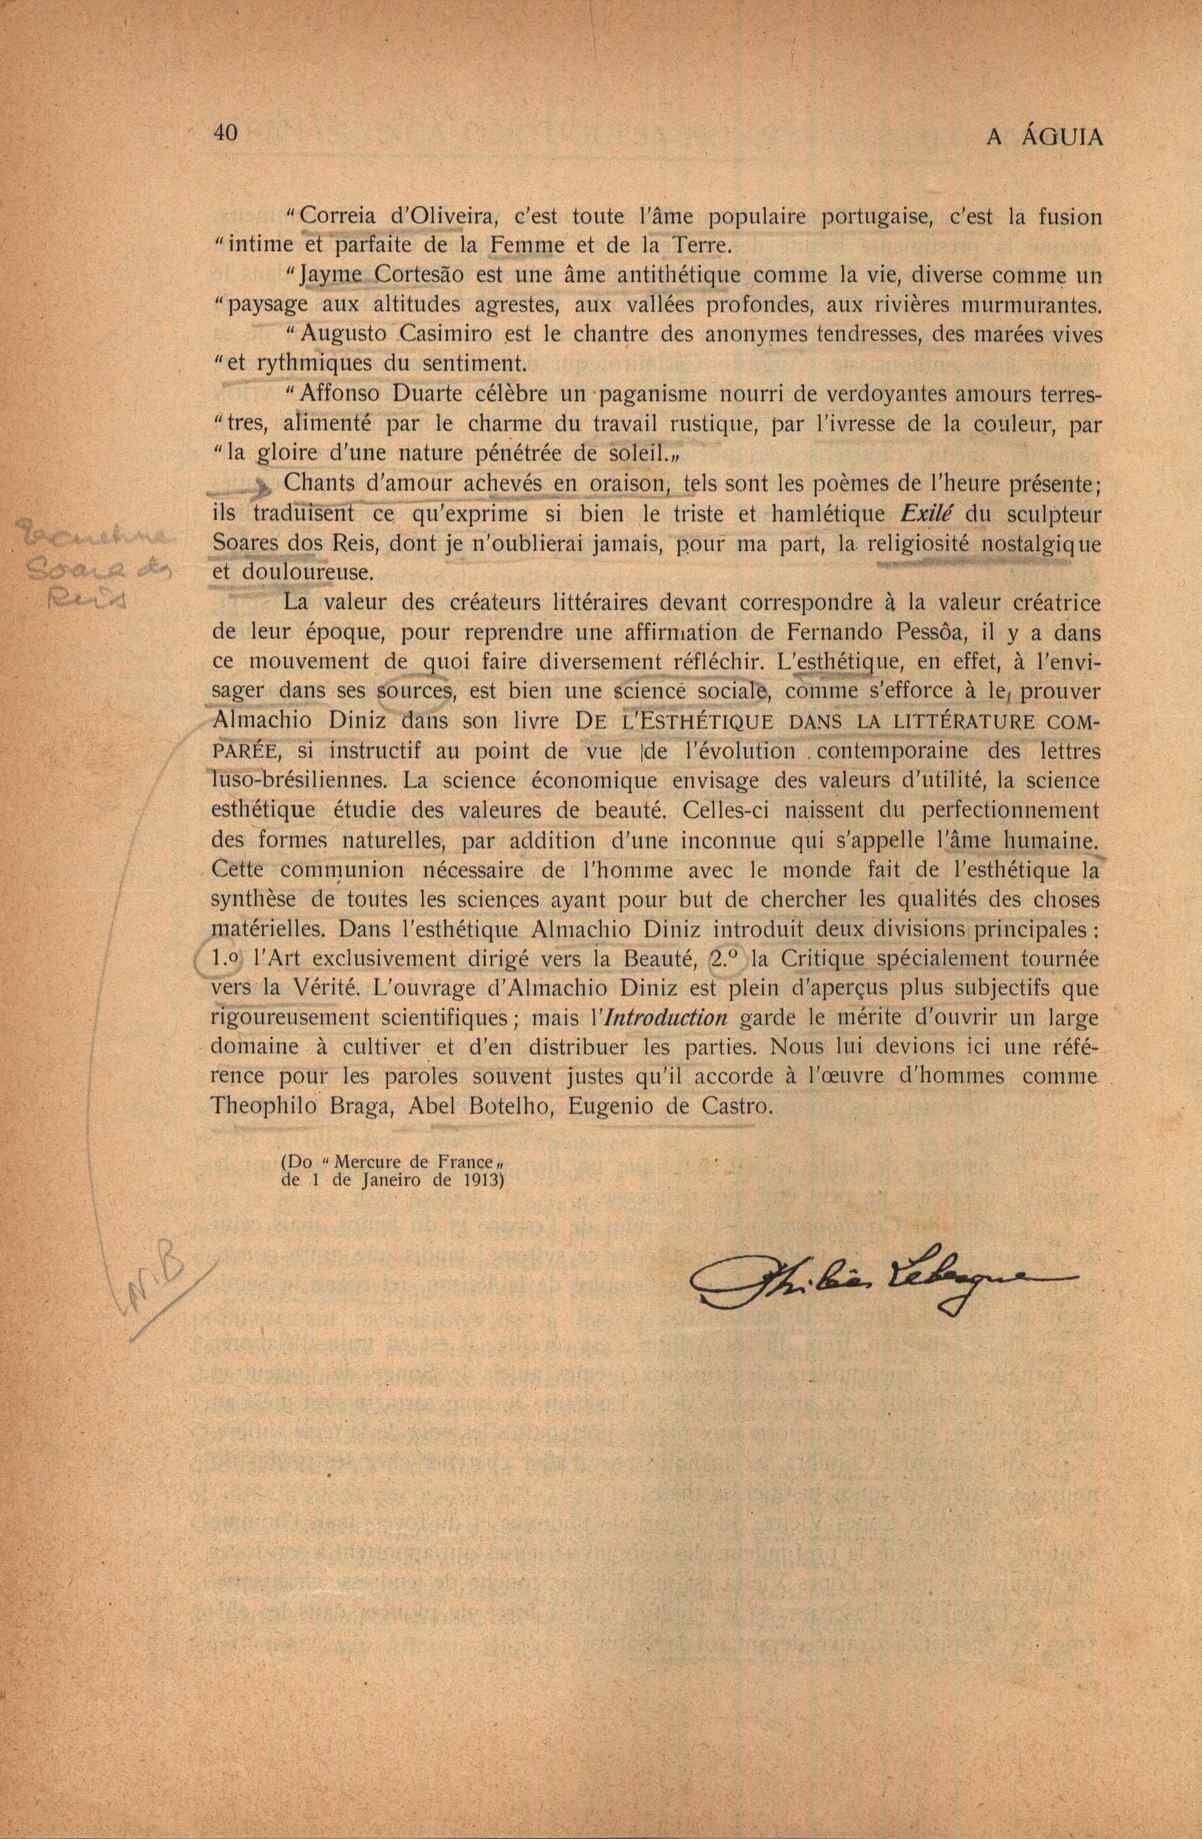 40
A ÁGUIA
"Correia d'Oliveira, c'est toute l'âme populaire portugaise, c'est la fusion
"intime et parfaite de la Femme et de la Terre.
"Jayme Cortesão est une âme antithétique comme la vie, diverse comme un
"paysage aux altitudes agrestes, aux vallées profondes, aux rivières murmurantes.
"Augusto Casimiro est le chantre des anonymes tendresses, des marées vives
"et rythmiques du sentiment.
"Affonso Duarte célèbre un paganisme nourri de verdoyantes amours terres-
"tres, alimenté par le charme du travail rustique, par l'ivresse de la couleur, par
"la gloire d'une nature pénétrée de soleil.„
Chants d'amour achevés en oraison, tels sont les poèmes de l'heure présente;
ils traduisent ce qu'exprime si bien le triste et hamlétique Exilé du sculpteur
Soares dos Reis, dont je n'oublierai jamais, pour ma part, la religiosité nostalgique
et douloureuse.
Soares dos
Reis
La valeur des créateurs littéraires devant correspondre à la valeur créatrice
de leur époque, pour reprendre une affirmation de Fernando Pessôa, il y a dans
ce mouvement de quoi faire diversement réfléchir. L'esthétique, en effet, à l'envi-
sager dans ses sources, est bien une science sociale, comme s'efforce à le prouver
Almachio Diniz dans son livre DE L'ESTHÉTIQUE DANS LA LITTÉRATURE COM-
PARÉE, si instructif au point de vue de l'évolution contemporaine des lettres
luso-brésiliennes. La science économique envisage des valeurs d'utilité, la science
esthétique étudie des valeures de beauté. Celles-ci naissent du perfectionnement
des formes naturelles, par addition d'une inconnue qui s'appelle l'âme humaine.
Cette communion nécessaire de l'homme avec le monde fait de l'esthétique la
synthèse de toutes les sciences ayant pour but de chercher les qualités des choses
matérielles. Dans l'esthétique Almachio Diniz introduit deux divisions principales:
1.º l'Art exclusivement dirigé vers la Beauté, 2.º la Critique spécialement tournée
vers la Vérité. L'ouvrage d'Almachio Diniz est plein d'aperçus plus subjectifs que
rigoureusement scientifiques; mais l'Introduction garde le mérite d'ouvrir un large
domaine à cultiver et d'en distribuer les parties. Nous lui devions ici une réfé-
rence pour les paroles souvent justes qu'il accorde à l'œuvre d'hommes comme
Theophilo Braga, Abel Botelho, Eugenio de Castro.
(Do "Mercure de France„
de 1 de Janeiro de 1913)
N.B
Philéas Lebesgue